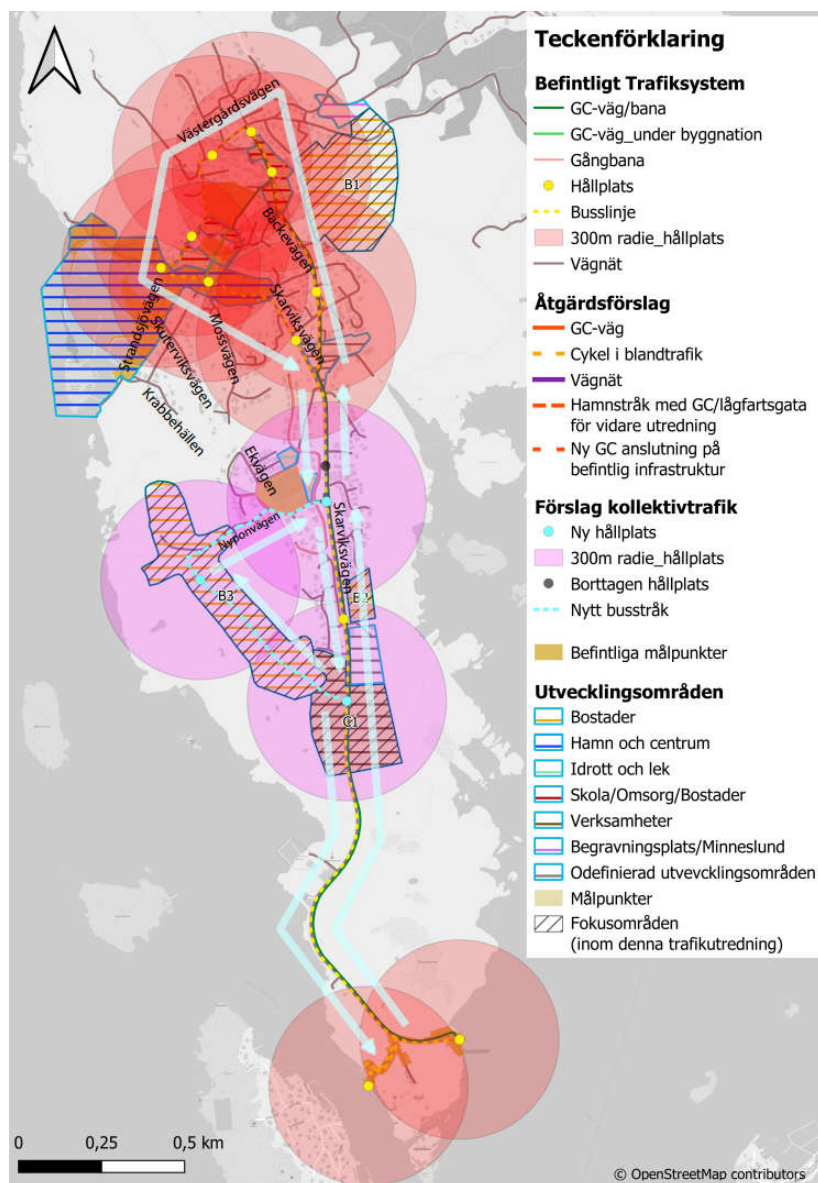 Teckenförklaring
Befintligt Trafiksystem
GC-väg/bana
GC-väg_under byggnation
Gångbana
Hållplats
Busslinje
300m radie_hållplats
Vägnät
Åtgärdsförslag
GC-väg
Cykel i blandtrafik
Vägnät
Hamnstråk med GC/lågfartsgata
för vidare utredning
Ny GC anslutning på
befintlig infrastruktur
Förslag kollektivtrafik
Ny hållplats
300m radie_hållplats
Borttagen hållplats
Nytt busstråk
Befintliga målpunkter
Utvecklingsområden
Bostader
Hamn och centrum
Idrott och lek
Skola/Omsorg/Bostader
Verksamheter
Begravningsplats/Minneslund
Odefinierad utvevcklingsområden
Målpunkter
Fokusområden
(inom denna trafikutredning)
Västergårdsvägen
B1
Bäckevägen
Skarviksvägen
Mossvägen
Strandsjövägen
Skuterviksvägen
Krabbehällen
Ekvägen
Nyponvägen
Skarviksvägen
B3
B2
C1
0 0,25 0,5 km
© OpenStreetMap contributors